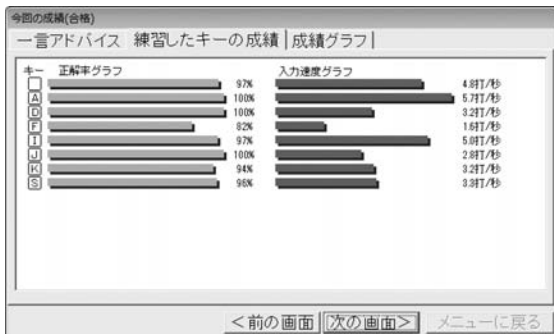 今回の成績(合格)
一言アドバイス 練習したキーの成績 成績グラフ
キー 正解率グラフ 入力速度グラフ
97% 4.8打/秒
A 100% 5.7打/秒
D 100% 3.2打/秒
F 82% 1.6打/秒
I 97% 5.0打/秒
J 100% 2.8打/秒
K 94% 3.2打/秒
S 96% 3.3打/秒
<前の画面 次の画面> メニューに戻る